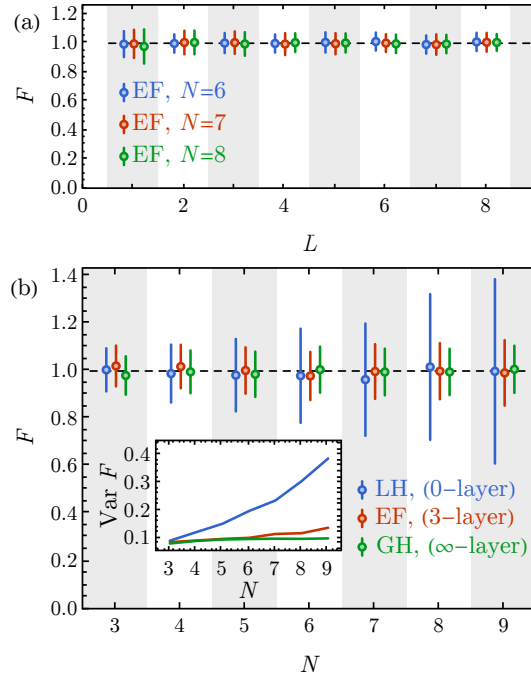 (a)
1.2
1.0
0.8
0.6
0.4
0.2
0.0
F
EF, N=6
EF, N=7
EF, N=8
0 2 4 6 8
L
(b)
1.4
1.2
1.0
0.8
0.6
0.4
0.2
0.0
F
LH, (0-layer)
EF, (3-layer)
GH, (∞-layer)
0.4
0.3
0.2
0.1
Var F
3 4 5 6 7 8 9
N
3 4 5 6 7 8 9
N